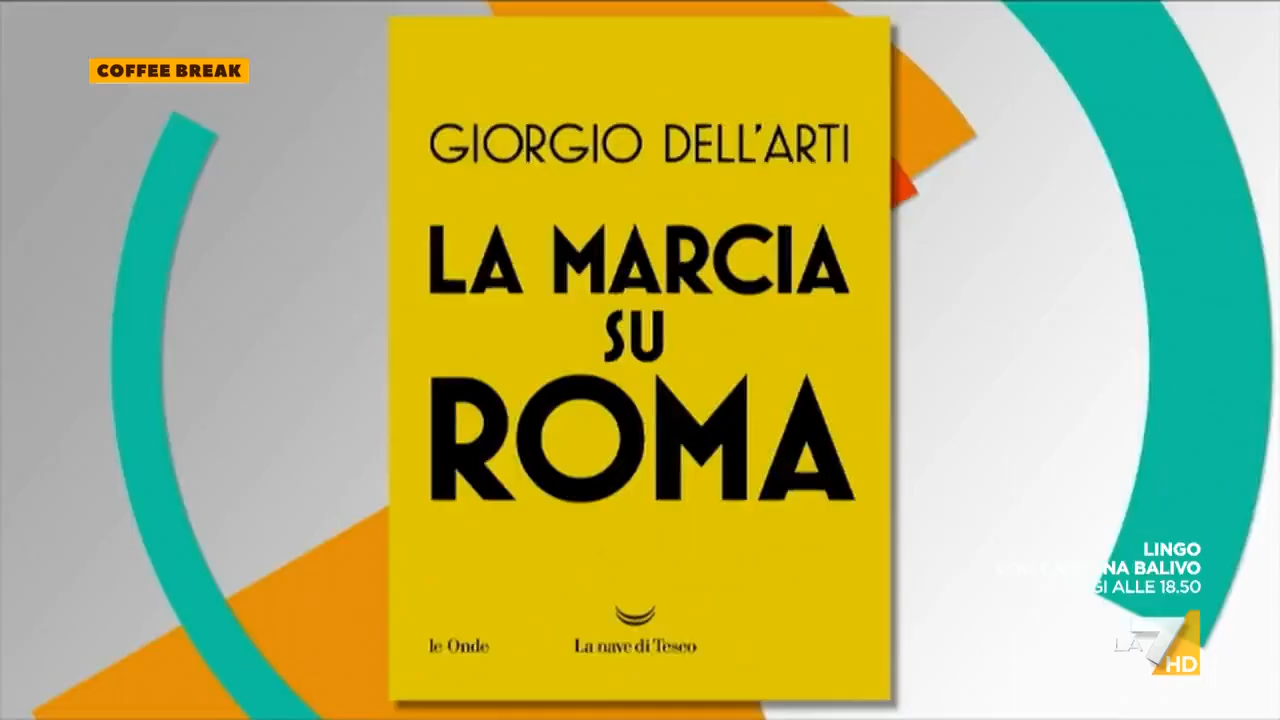 COFFEE BREAK
GIORGIO DELL'ARTI
LA MARCIA
SU
ROMA
le Onde
La nave di Teseo
LINGO
NA BALIVO
GI ALLE 18.50
LA7
HD